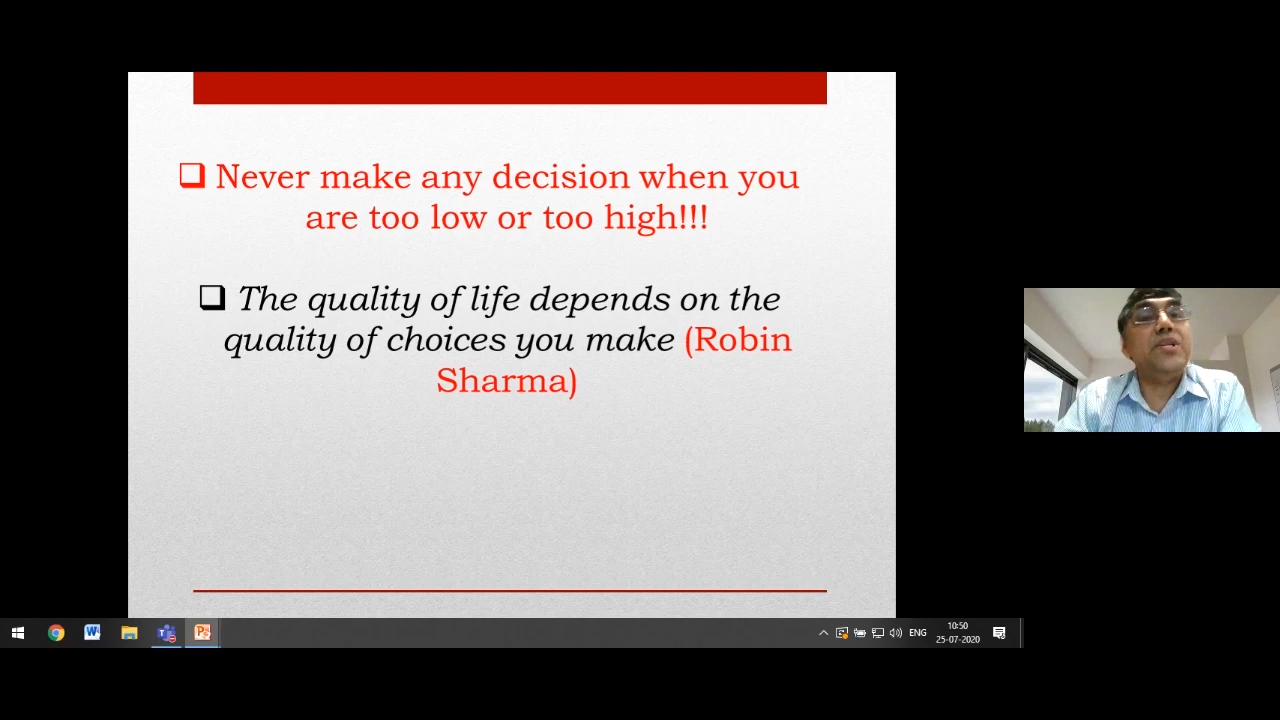 ❑ Never make any decision when you
are too low or too high!!!
❑ The quality of life depends on the
quality of choices you make (Robin
Sharma)
ENG
10:50
25-07-2020